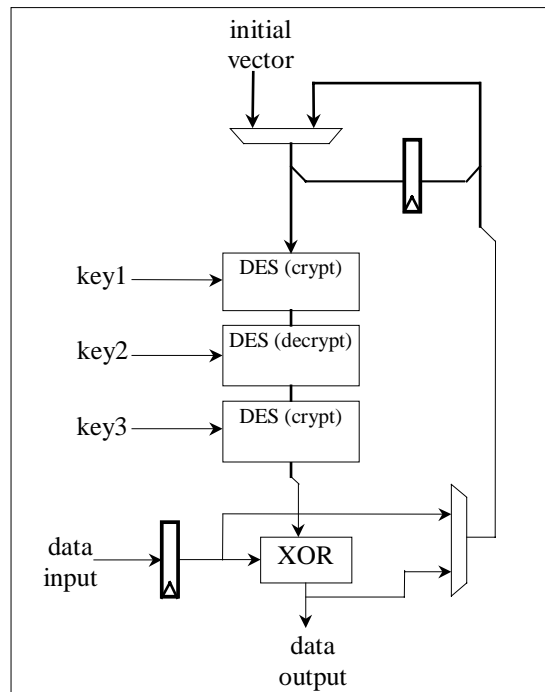 initial
vector
key1
DES (crypt)
key2
DES (decrypt)
key3
DES (crypt)
data
input
XOR
data
output